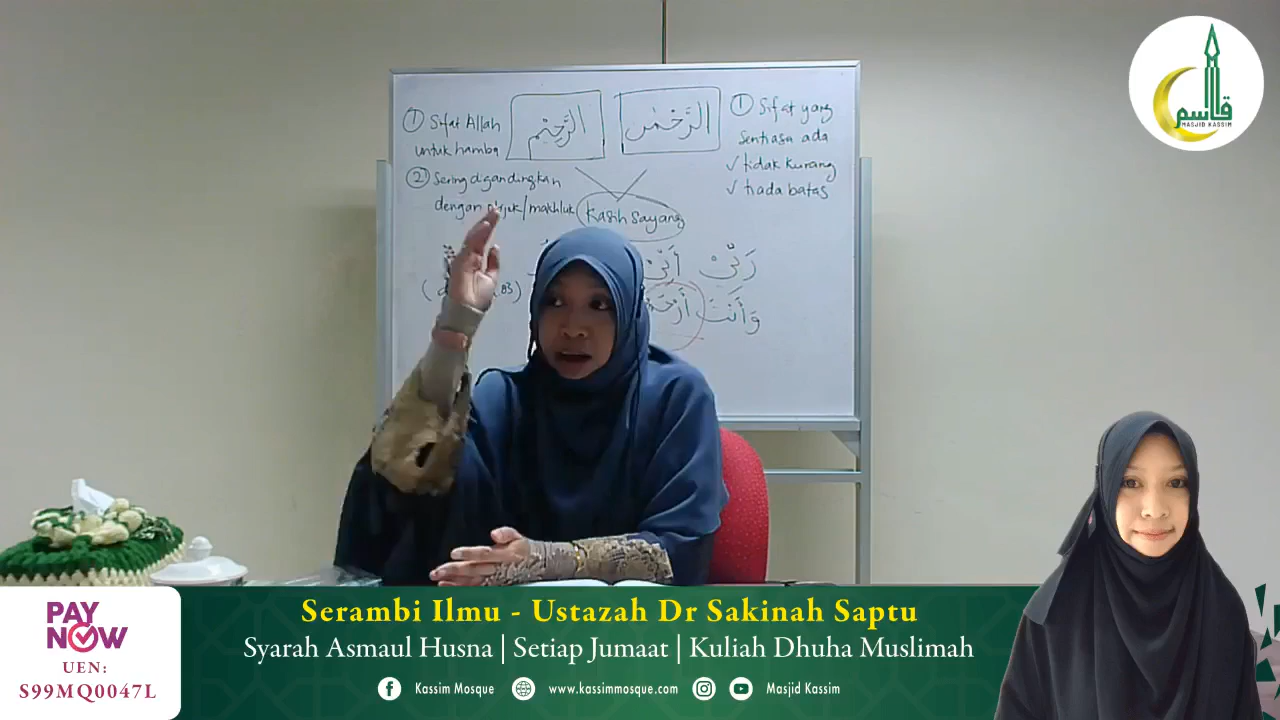 ① Sifat Allah
untuk hamba
② Sering digandingkan
dengan objek/makhluk
الرَّحِيْم
الرَّحْمٰن
Kasih Sayang
① Sifat yang
sentiasa ada
✓ tidak kurang
✓ tiada batas
رَبِّيْ أَنِّيْ
وَأَنْتَ
قاسم
MASJID KASSIM
PAY
NOW
UEN:
S99MQ0047L
Serambi Ilmu - Ustazah Dr Sakinah Saptu
Syarah Asmaul Husna | Setiap Jumaat | Kuliah Dhuha Muslimah
Kassim Mosque www.kassimmosque.com Masjid Kassim